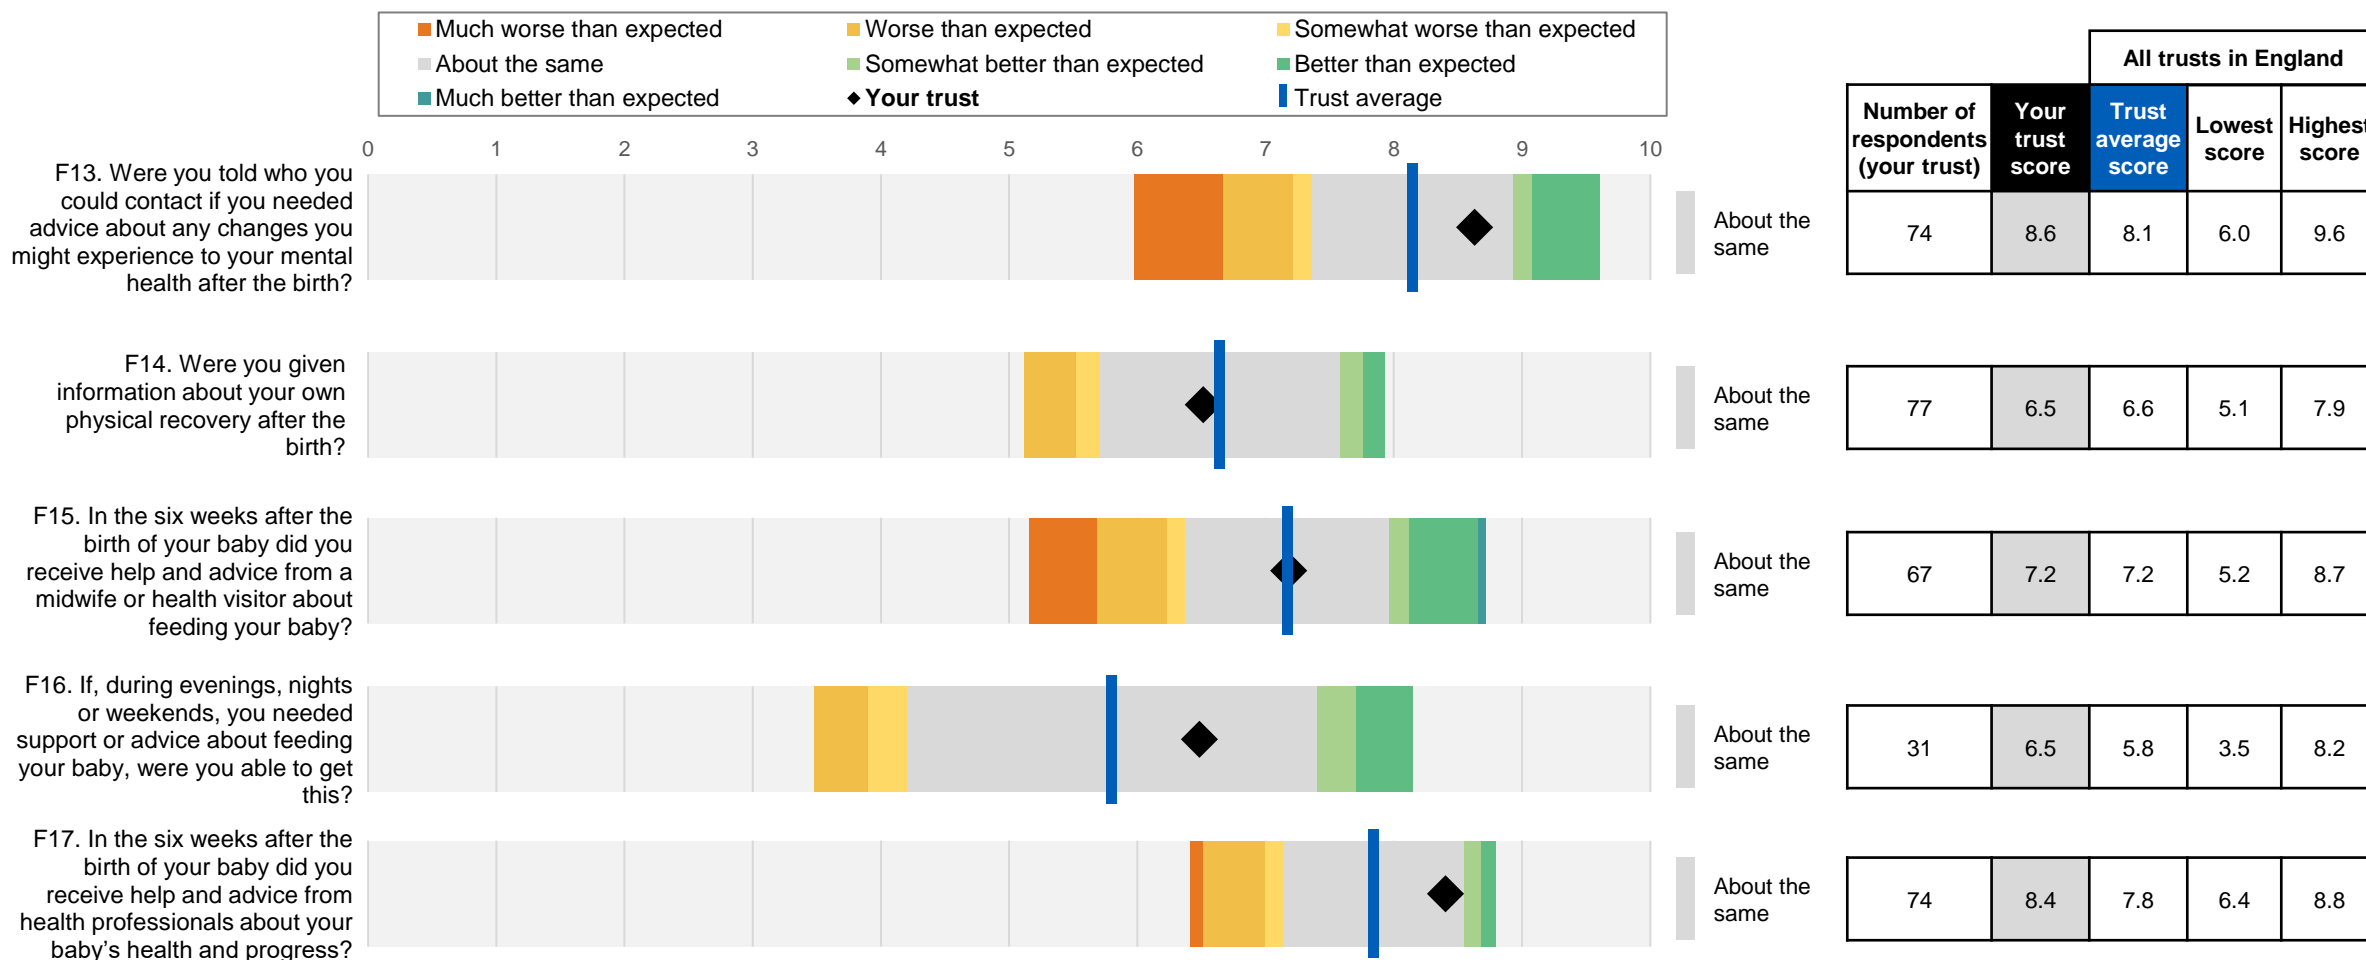 Much worse than expected
Worse than expected
Somewhat worse than expected
About the same
Somewhat better than expected
Better than expected
Much better than expected
Your trust
Trust average
All trusts in England
Number of
respondents
(your trust)
Your
trust
score
Trust
average
score
Lowest
score
Highest
score
0 1 2 3 4 5 6 7 8 9 10
F13. Were you told who you
could contact if you needed
advice about any changes you
might experience to your mental
health after the birth?
About the
same
74 8.6 8.1 6.0 9.6
F14. Were you given
information about your own
physical recovery after the
birth?
About the
same
77 6.5 6.6 5.1 7.9
F15. In the six weeks after the
birth of your baby did you
receive help and advice from a
midwife or health visitor about
feeding your baby?
About the
same
67 7.2 7.2 5.2 8.7
F16. If, during evenings, nights
or weekends, you needed
support or advice about feeding
your baby, were you able to get
this?
About the
same
31 6.5 5.8 3.5 8.2
F17. In the six weeks after the
birth of your baby did you
receive help and advice from
health professionals about your
baby’s health and progress?
About the
same
74 8.4 7.8 6.4 8.8